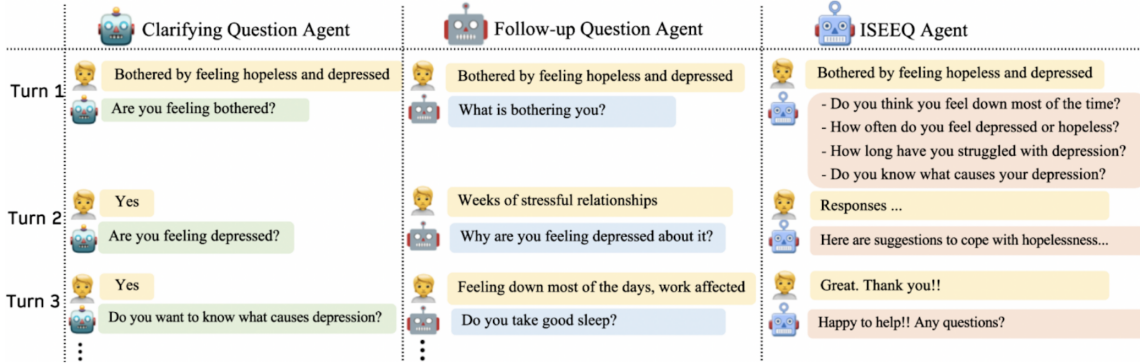 Clarifying Question Agent
Follow-up Question Agent
ISEEQ Agent
Turn 1
Bothered by feeling hopeless and depressed
Are you feeling bothered?
Bothered by feeling hopeless and depressed
What is bothering you?
Bothered by feeling hopeless and depressed
- Do you think you feel down most of the time?
- How often do you feel depressed or hopeless?
- How long have you struggled with depression?
- Do you know what causes your depression?
Turn 2
Yes
Are you feeling depressed?
Weeks of stressful relationships
Why are you feeling depressed about it?
Responses ...
Here are suggestions to cope with hopelessness...
Turn 3
Yes
Do you want to know what causes depression?
Feeling down most of the days, work affected
Do you take good sleep?
Great. Thank you!!
Happy to help!! Any questions?